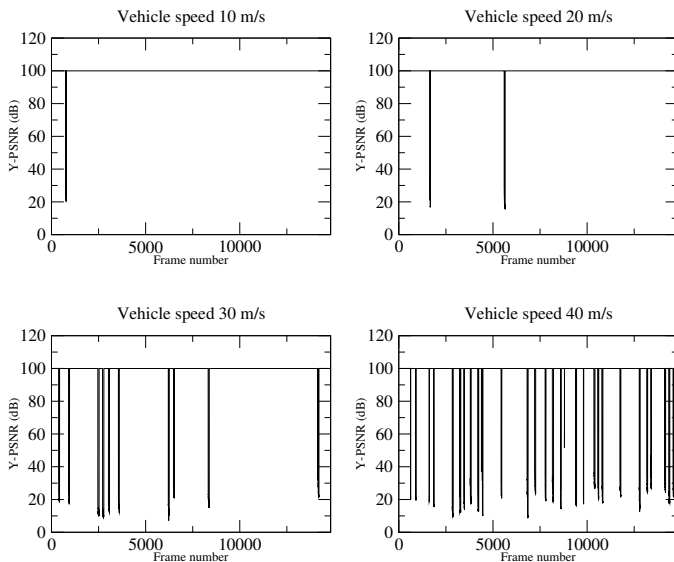 Vehicle speed 10 m/s
120
100
80
60
40
20
0
Y-PSNR (dB)
0 5000 10000
Frame number
Vehicle speed 20 m/s
120
100
80
60
40
20
0
Y-PSNR (dB)
0 5000 10000
Frame number
Vehicle speed 30 m/s
120
100
80
60
40
20
0
Y-PSNR (dB)
0 5000 10000
Frame number
Vehicle speed 40 m/s
120
100
80
60
40
20
0
Y-PSNR (dB)
0 5000 10000
Frame number